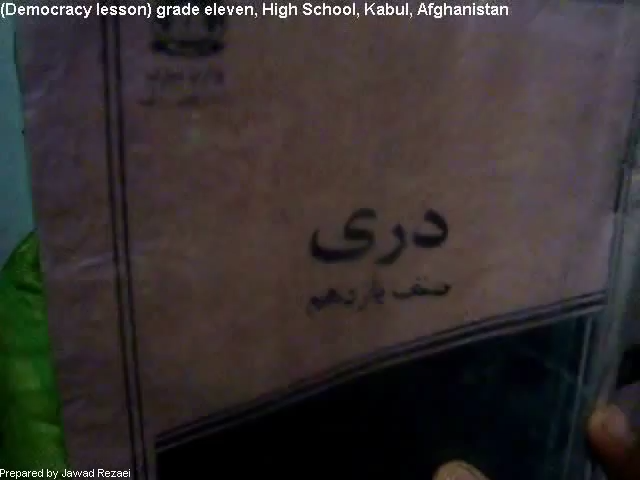 (Democracy lesson) grade eleven, High School, Kabul, Afghanistan
دری
صنف یازدهم
Prepared by Jawad Rezaei